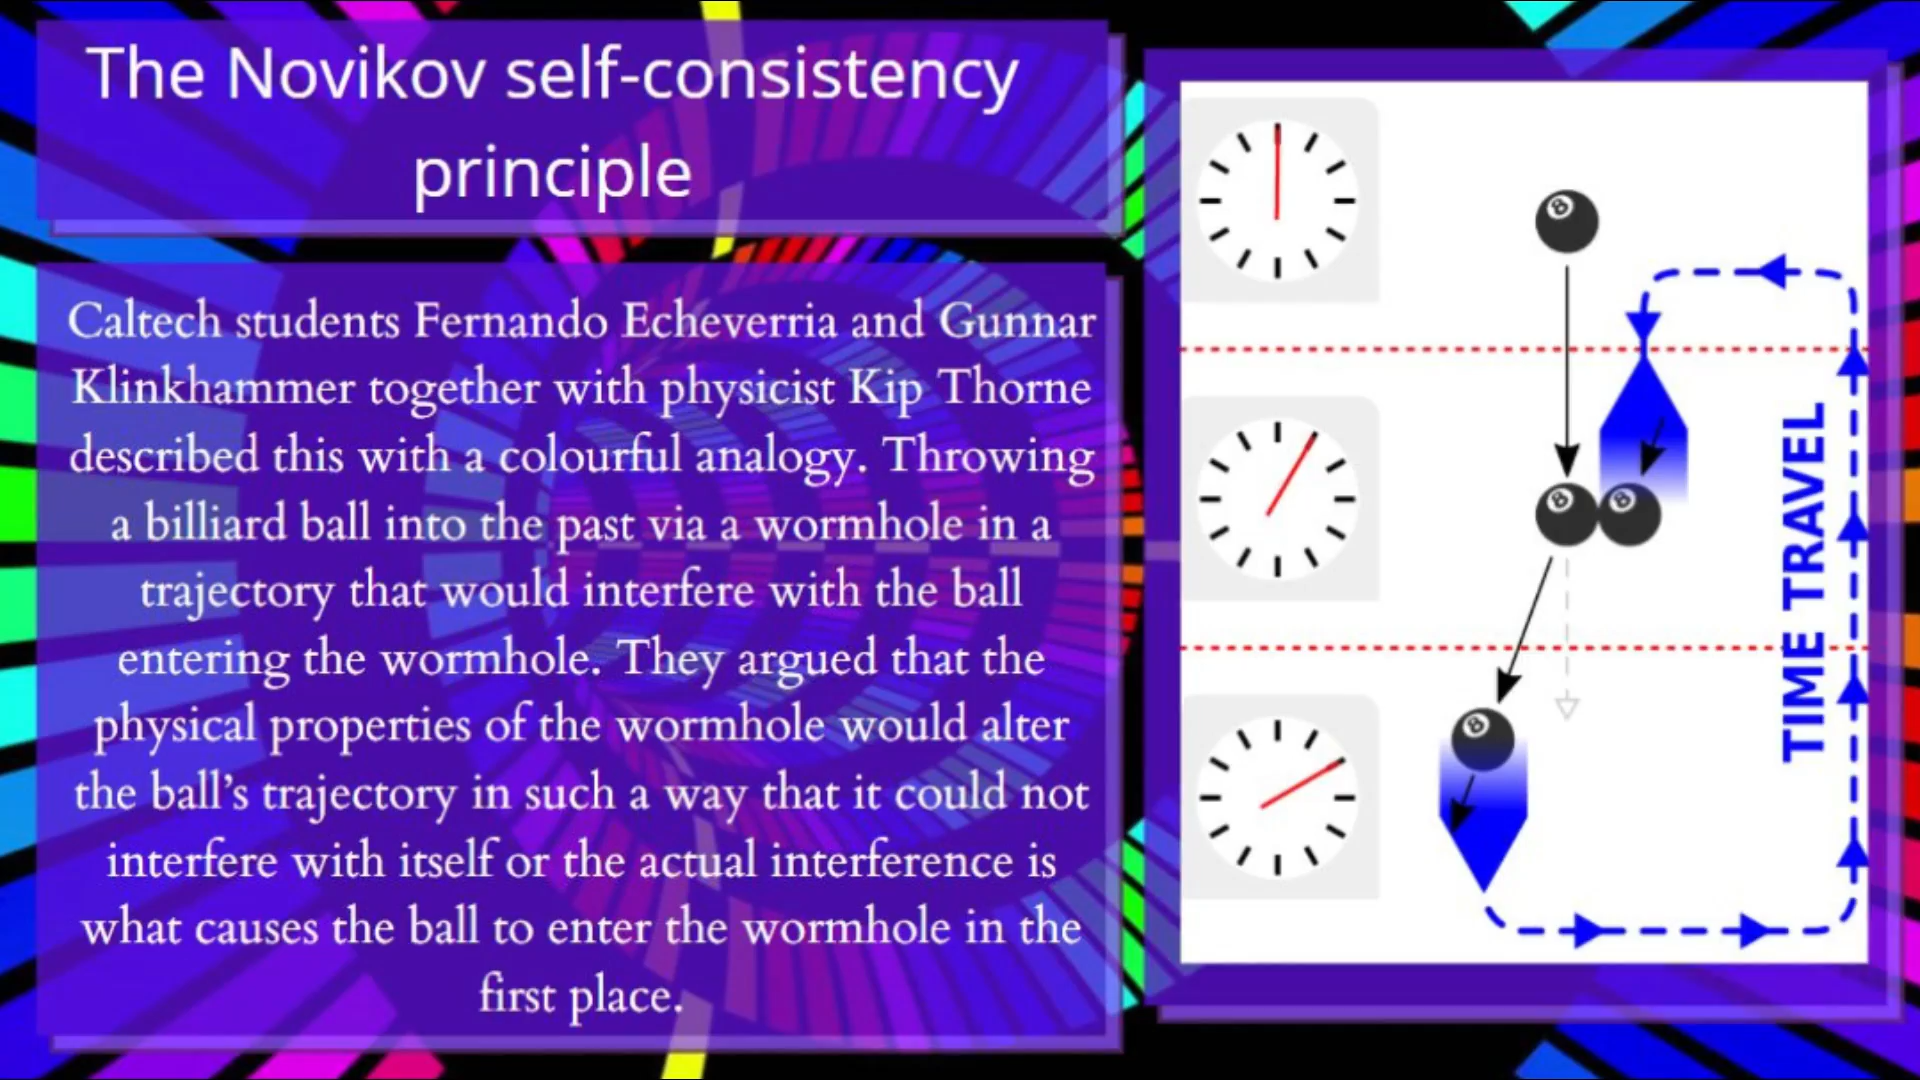 The Novikov self-consistency
principle
Caltech students Fernando Echeverria and Gunnar
Klinkhammer together with physicist Kip Thorne
described this with a colourful analogy. Throwing
a billiard ball into the past via a wormhole in a
trajectory that would interfere with the ball
entering the wormhole. They argued that the
physical properties of the wormhole would alter
the ball’s trajectory in such a way that it could not
interfere with itself or the actual interference is
what causes the ball to enter the wormhole in the
first place.
8
8
8
8
TIME TRAVEL